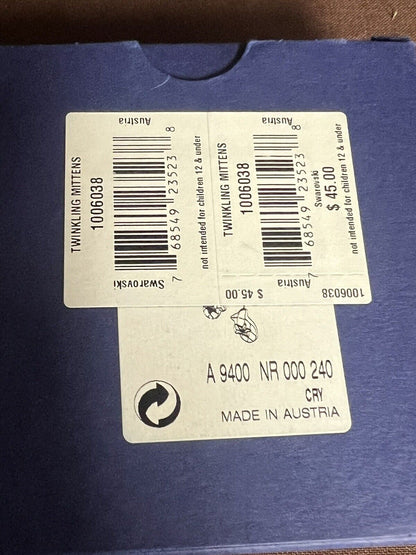 TWINKLING MITTENS
1006038
Austria
7 68549 23523 8
Swarovski
not intended for children 12 & under
$ 45.00
TWINKLING MITTENS
1006038
Austria
7 68549 23523 8
Austria
not intended for children 12 & under
Swarovski
$ 45.00
1006038
A 9400 NR 000 240
CRY
MADE IN AUSTRIA